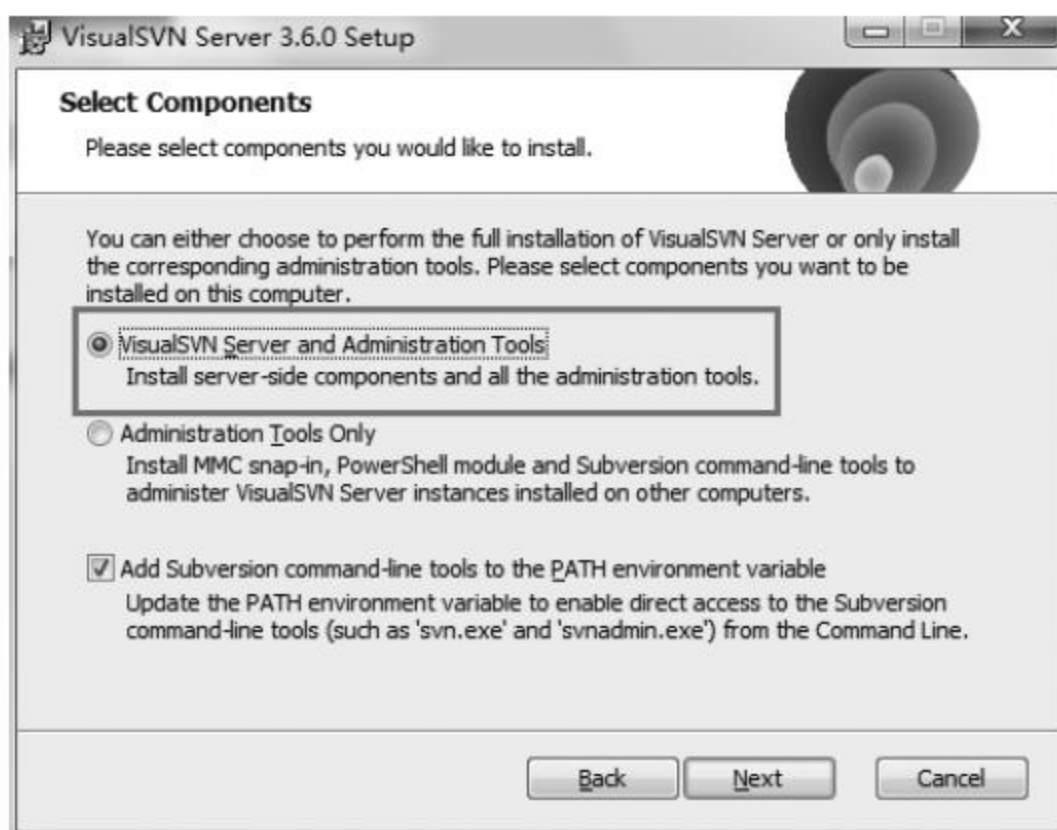 VisualSVN Server 3.6.0 Setup
Select Components
Please select components you would like to install.
You can either choose to perform the full installation of VisualSVN Server or only install
the corresponding administration tools. Please select components you want to be
installed on this computer.
VisualSVN Server and Administration Tools
Install server-side components and all the administration tools.
Administration Tools Only
Install MMC snap-in, PowerShell module and Subversion command-line tools to
administer VisualSVN Server instances installed on other computers.
Add Subversion command-line tools to the PATH environment variable
Update the PATH environment variable to enable direct access to the Subversion
command-line tools (such as 'svn.exe' and 'svnadmin.exe') from the Command Line.
Back Next Cancel